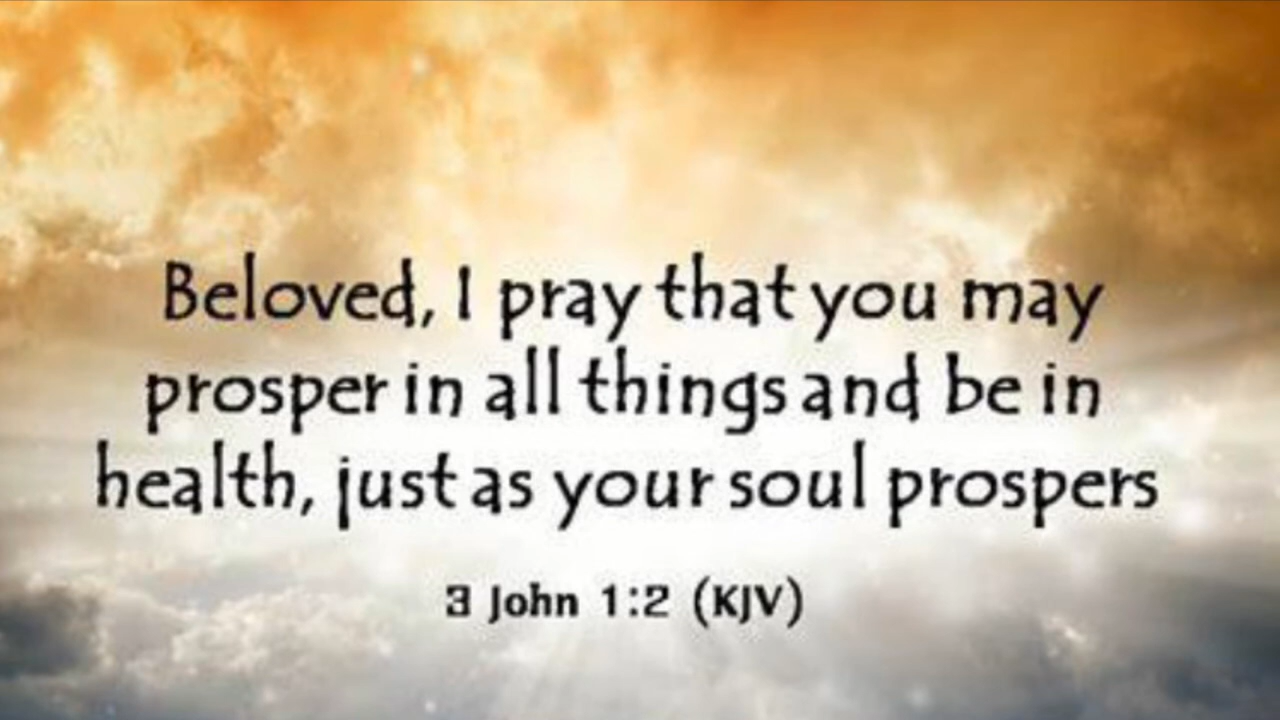 Beloved, I pray that you may
prosper in all things and be in
health, just as your soul prospers
3 John 1:2 (KJV)